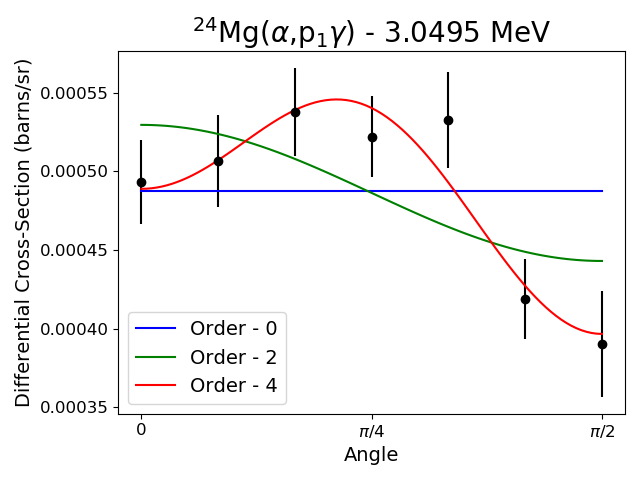 ²⁴Mg(α,p₁γ) - 3.0495 MeV
Differential Cross-Section (barns/sr)
0.00055
0.00050
0.00045
0.00040
0.00035
Order - 0
Order - 2
Order - 4
0 π/4 π/2
Angle